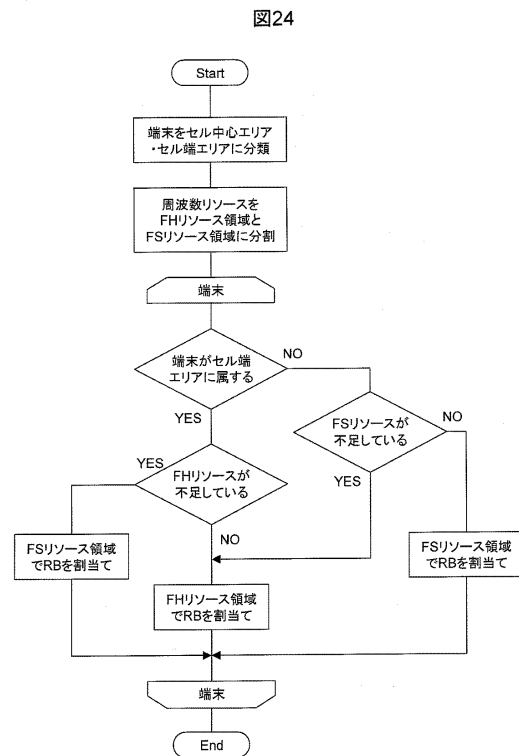 図24
Start
端末をセル中心エリア
・セル端エリアに分類
周波数リソースを
FHリソース領域と
FSリソース領域に分割
端末
端末がセル端
エリアに属する
NO
YES
FSリソースが
不足している
NO
YES
YES
FHリソースが
不足している
NO
FSリソース領域
でRBを割当て
FSリソース領域
でRBを割当て
FHリソース領域
でRBを割当て
端末
End